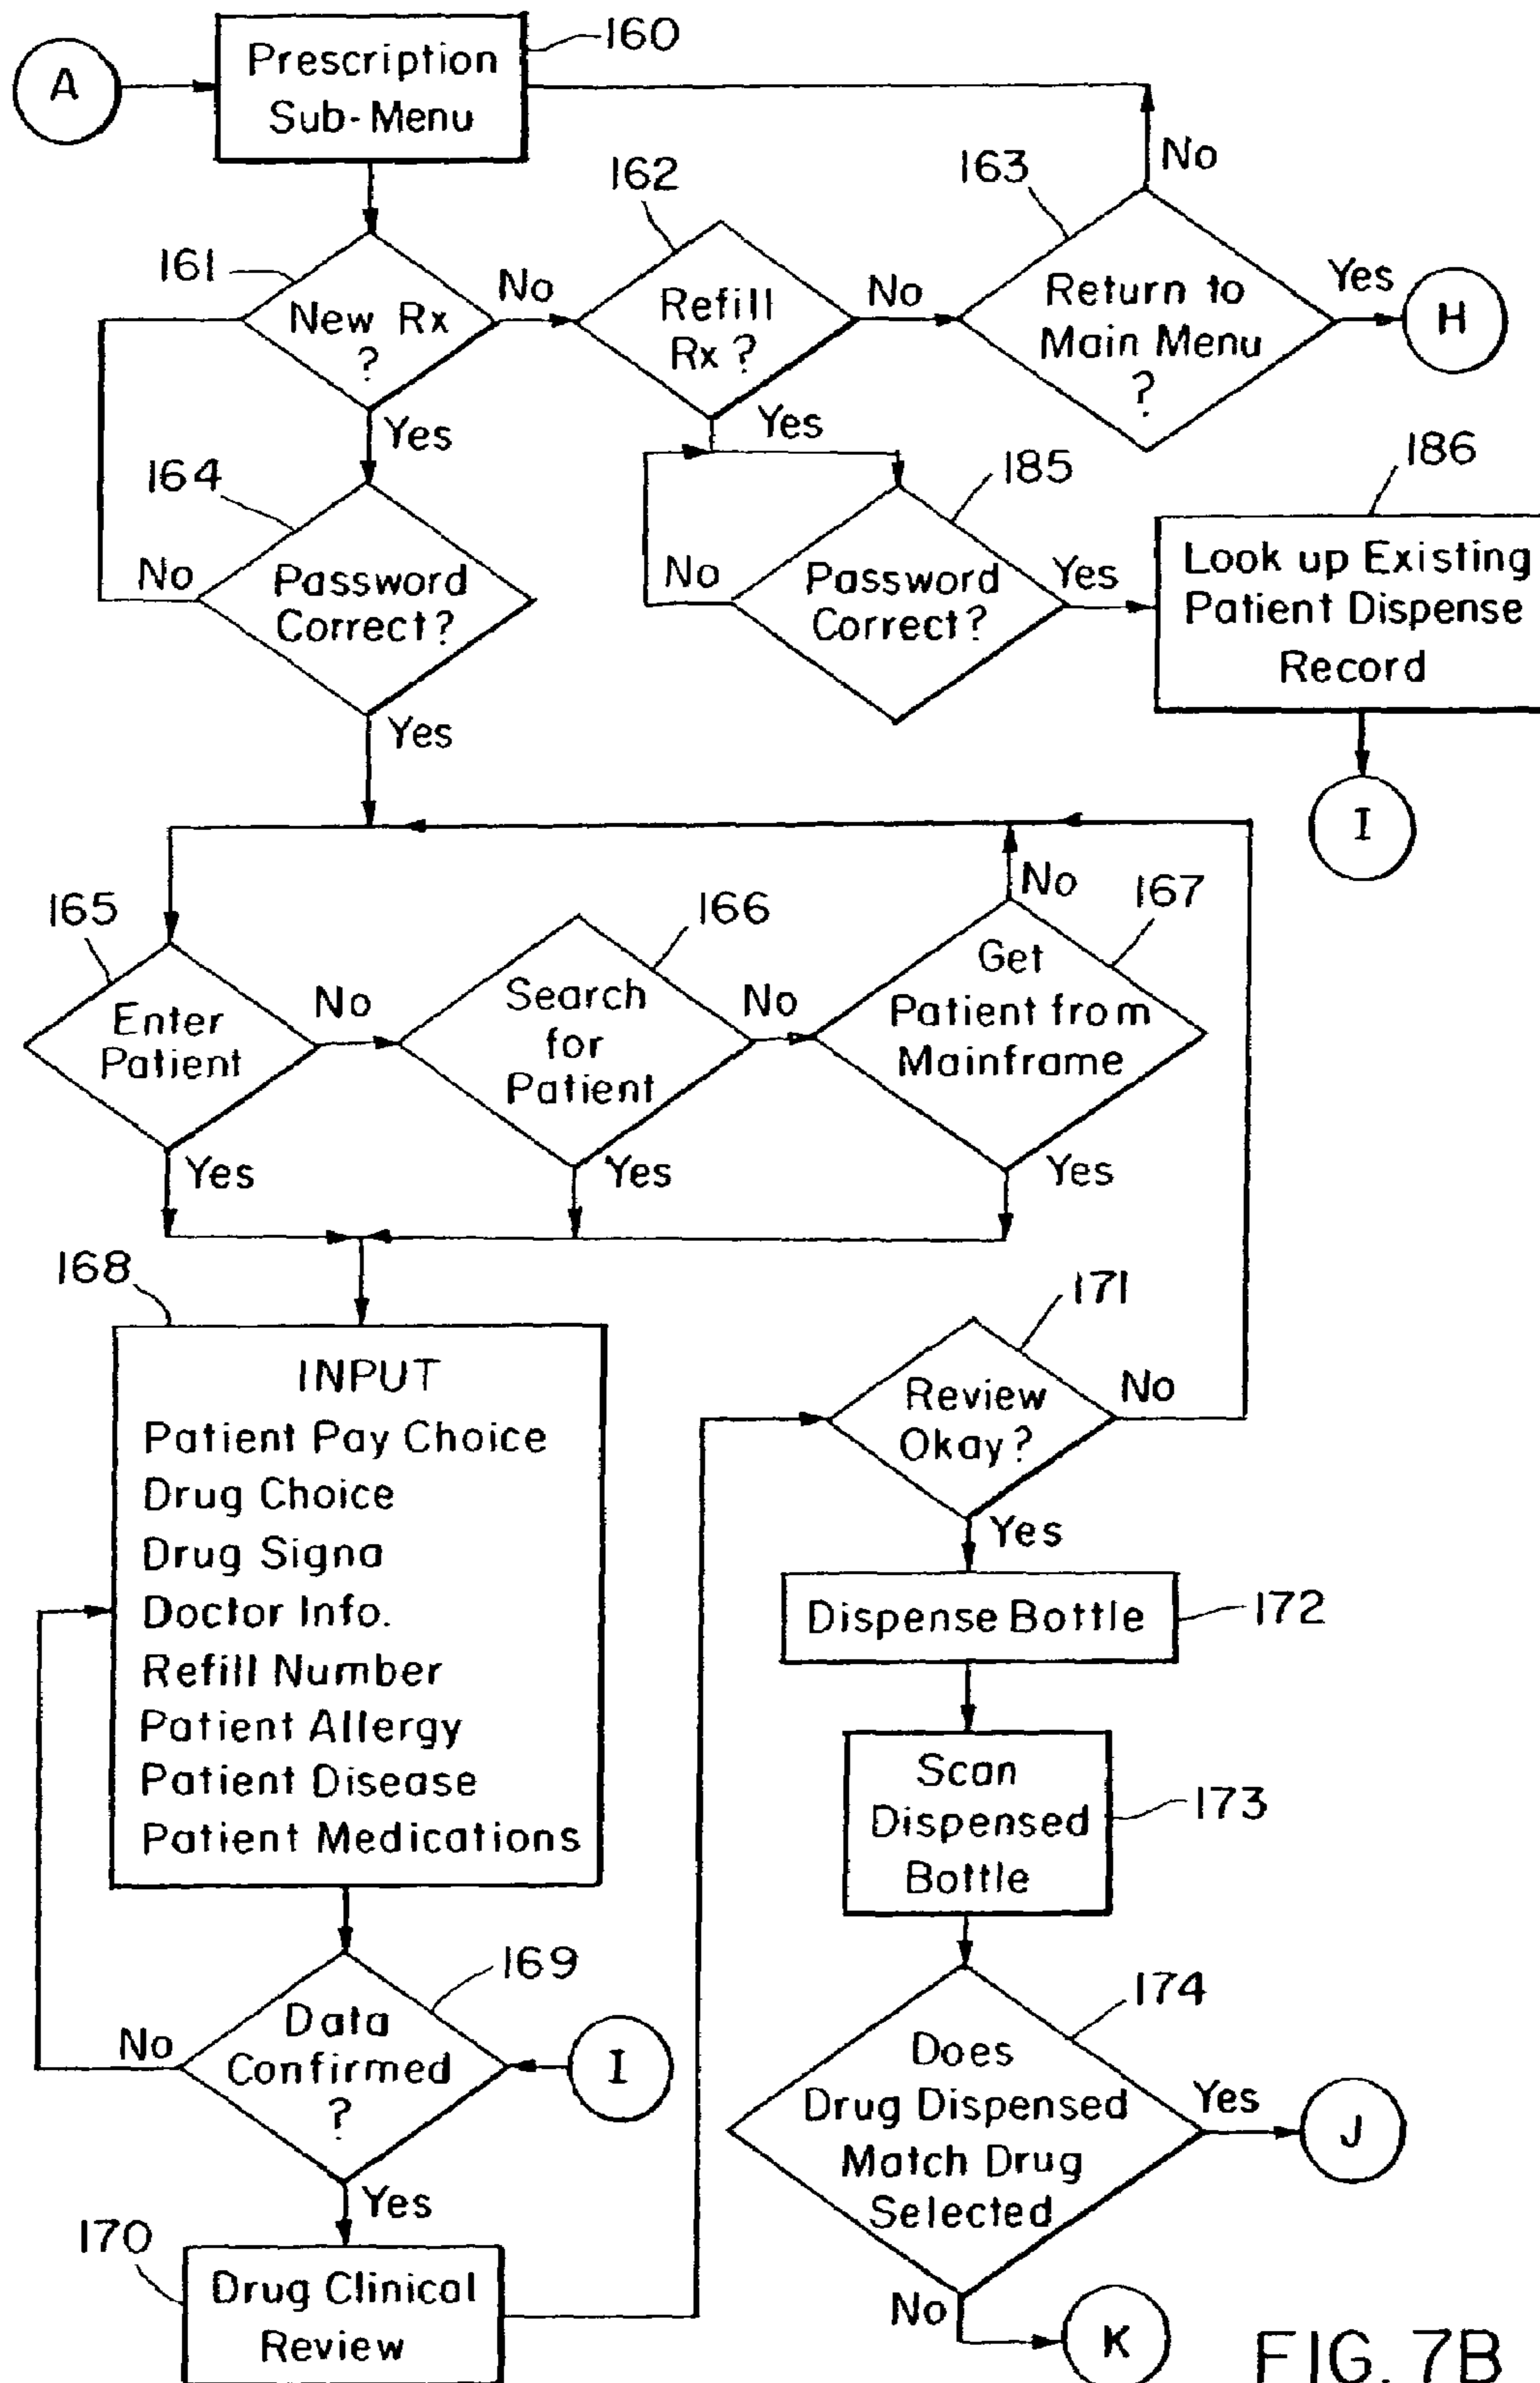 A
Prescription
Sub-Menu
160
No
163
162
161
New Rx
?
No
Refill
Rx ?
No
Return to
Main Menu
?
Yes
H
Yes
Yes
164
No
Password
Correct?
Yes
185
No
Password
Correct?
Yes
186
Look up Existing
Patient Dispense
Record
I
165
Enter
Patient
No
166
Search
for
Patient
No
No
167
Get
Patient from
Mainframe
Yes
Yes
Yes
168
INPUT
Patient Pay Choice
Drug Choice
Drug Signa
Doctor Info.
Refill Number
Patient Allergy
Patient Disease
Patient Medications
169
No
Data
Confirmed
?
I
Yes
170
Drug Clinical
Review
171
Review
Okay?
No
Yes
Dispense Bottle
172
Scan
Dispensed
Bottle
173
174
Does
Drug Dispensed
Match Drug
Selected
Yes
J
No
K
FIG. 7B